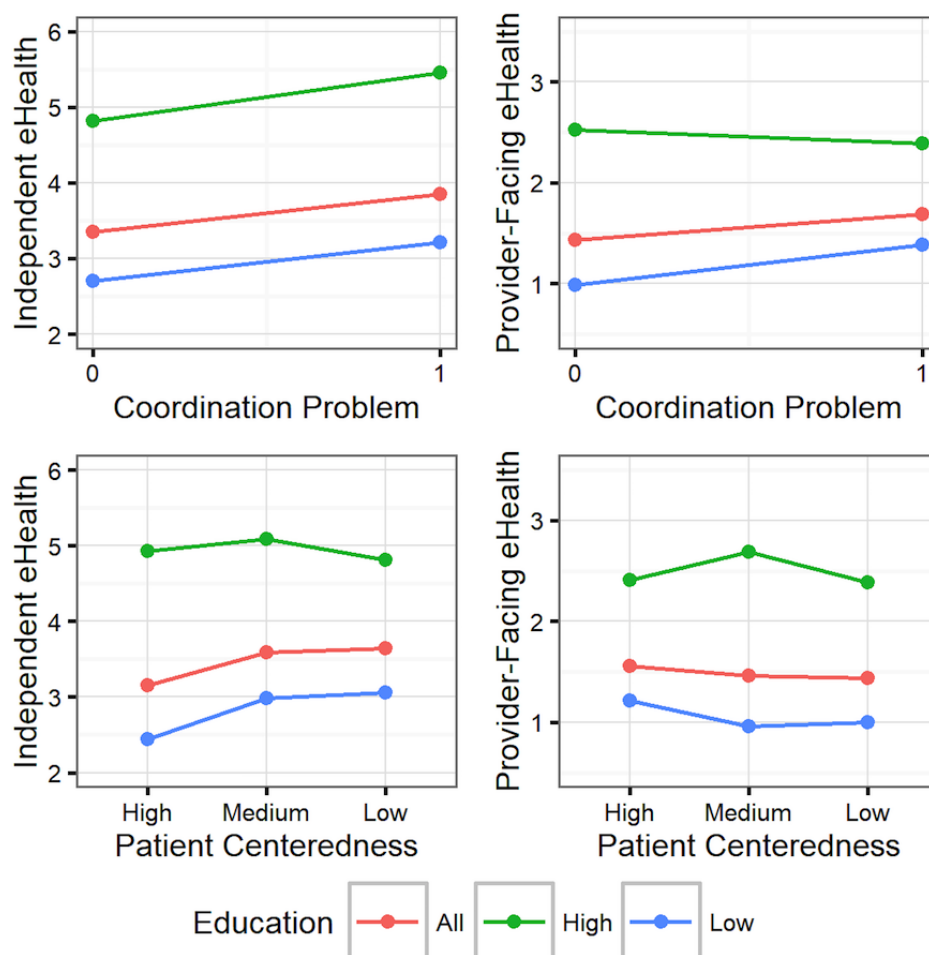 Independent eHealth
6
5
4
3
2
0
1
Coordination Problem
Provider-Facing eHealth
3
2
1
0
1
Coordination Problem
Independent eHealth
6
5
4
3
2
High
Medium
Low
Patient Centeredness
Provider-Facing eHealth
3
2
1
High
Medium
Low
Patient Centeredness
Education All High Low